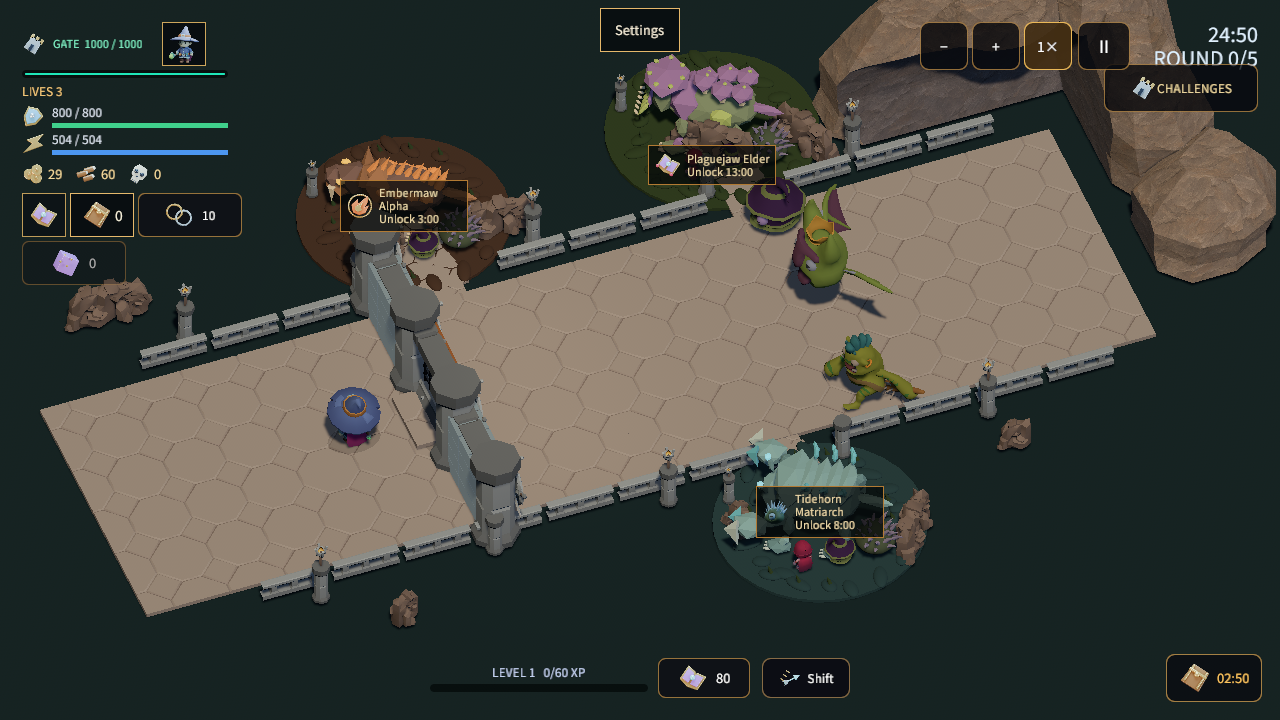 GATE 1000 / 1000
LIVES 3
800 / 800
504 / 504
29 60 0
0 10
0
Settings
− + 1× II
24:50
ROUND 0/5
CHALLENGES
Embermaw
Alpha
Unlock 3:00
Plaguejaw Elder
Unlock 13:00
Tidehorn
Matriarch
Unlock 8:00
LEVEL 1 0/60 XP
80
Shift
02:50